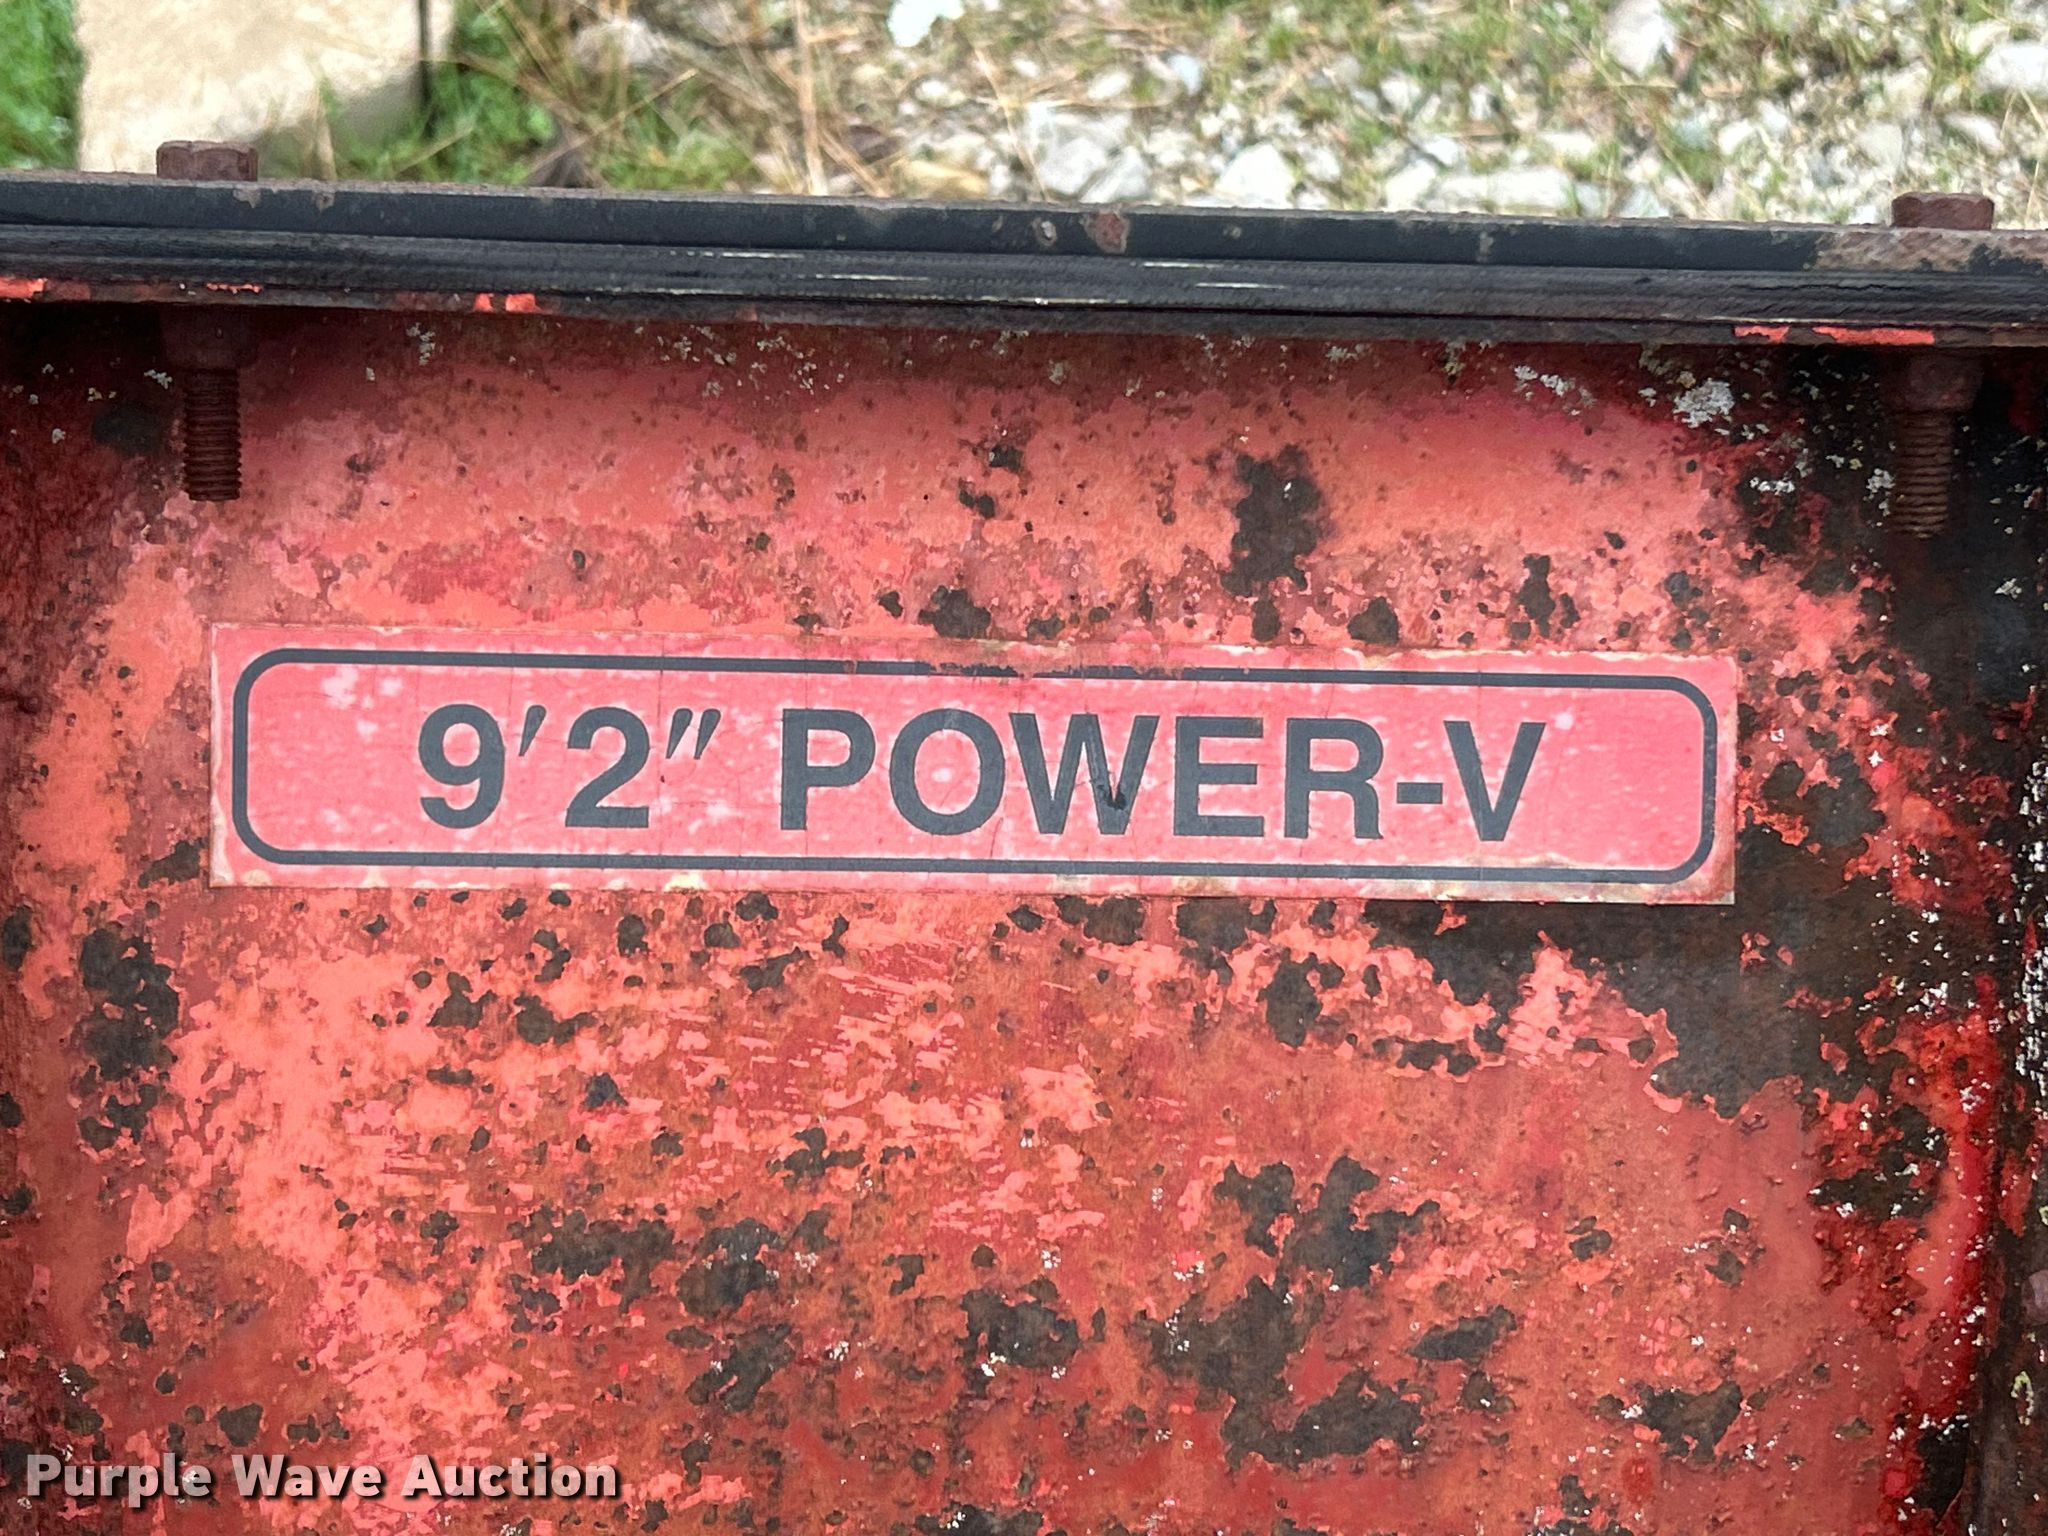 9′2″ POWER-V
Purple Wave Auction